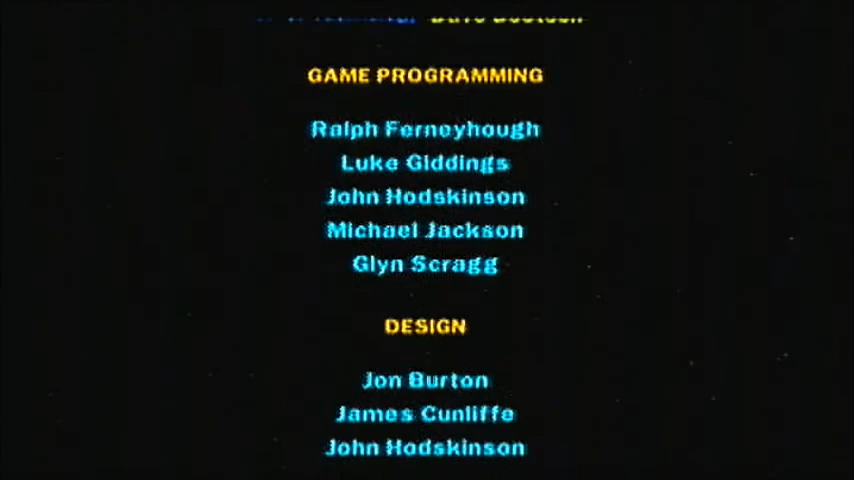 GAME PROGRAMMING
Ralph Ferneyhough
Luke Giddings
John Hodskinson
Michael Jackson
Glyn Scragg
DESIGN
Jon Burton
James Cunliffe
John Hodskinson